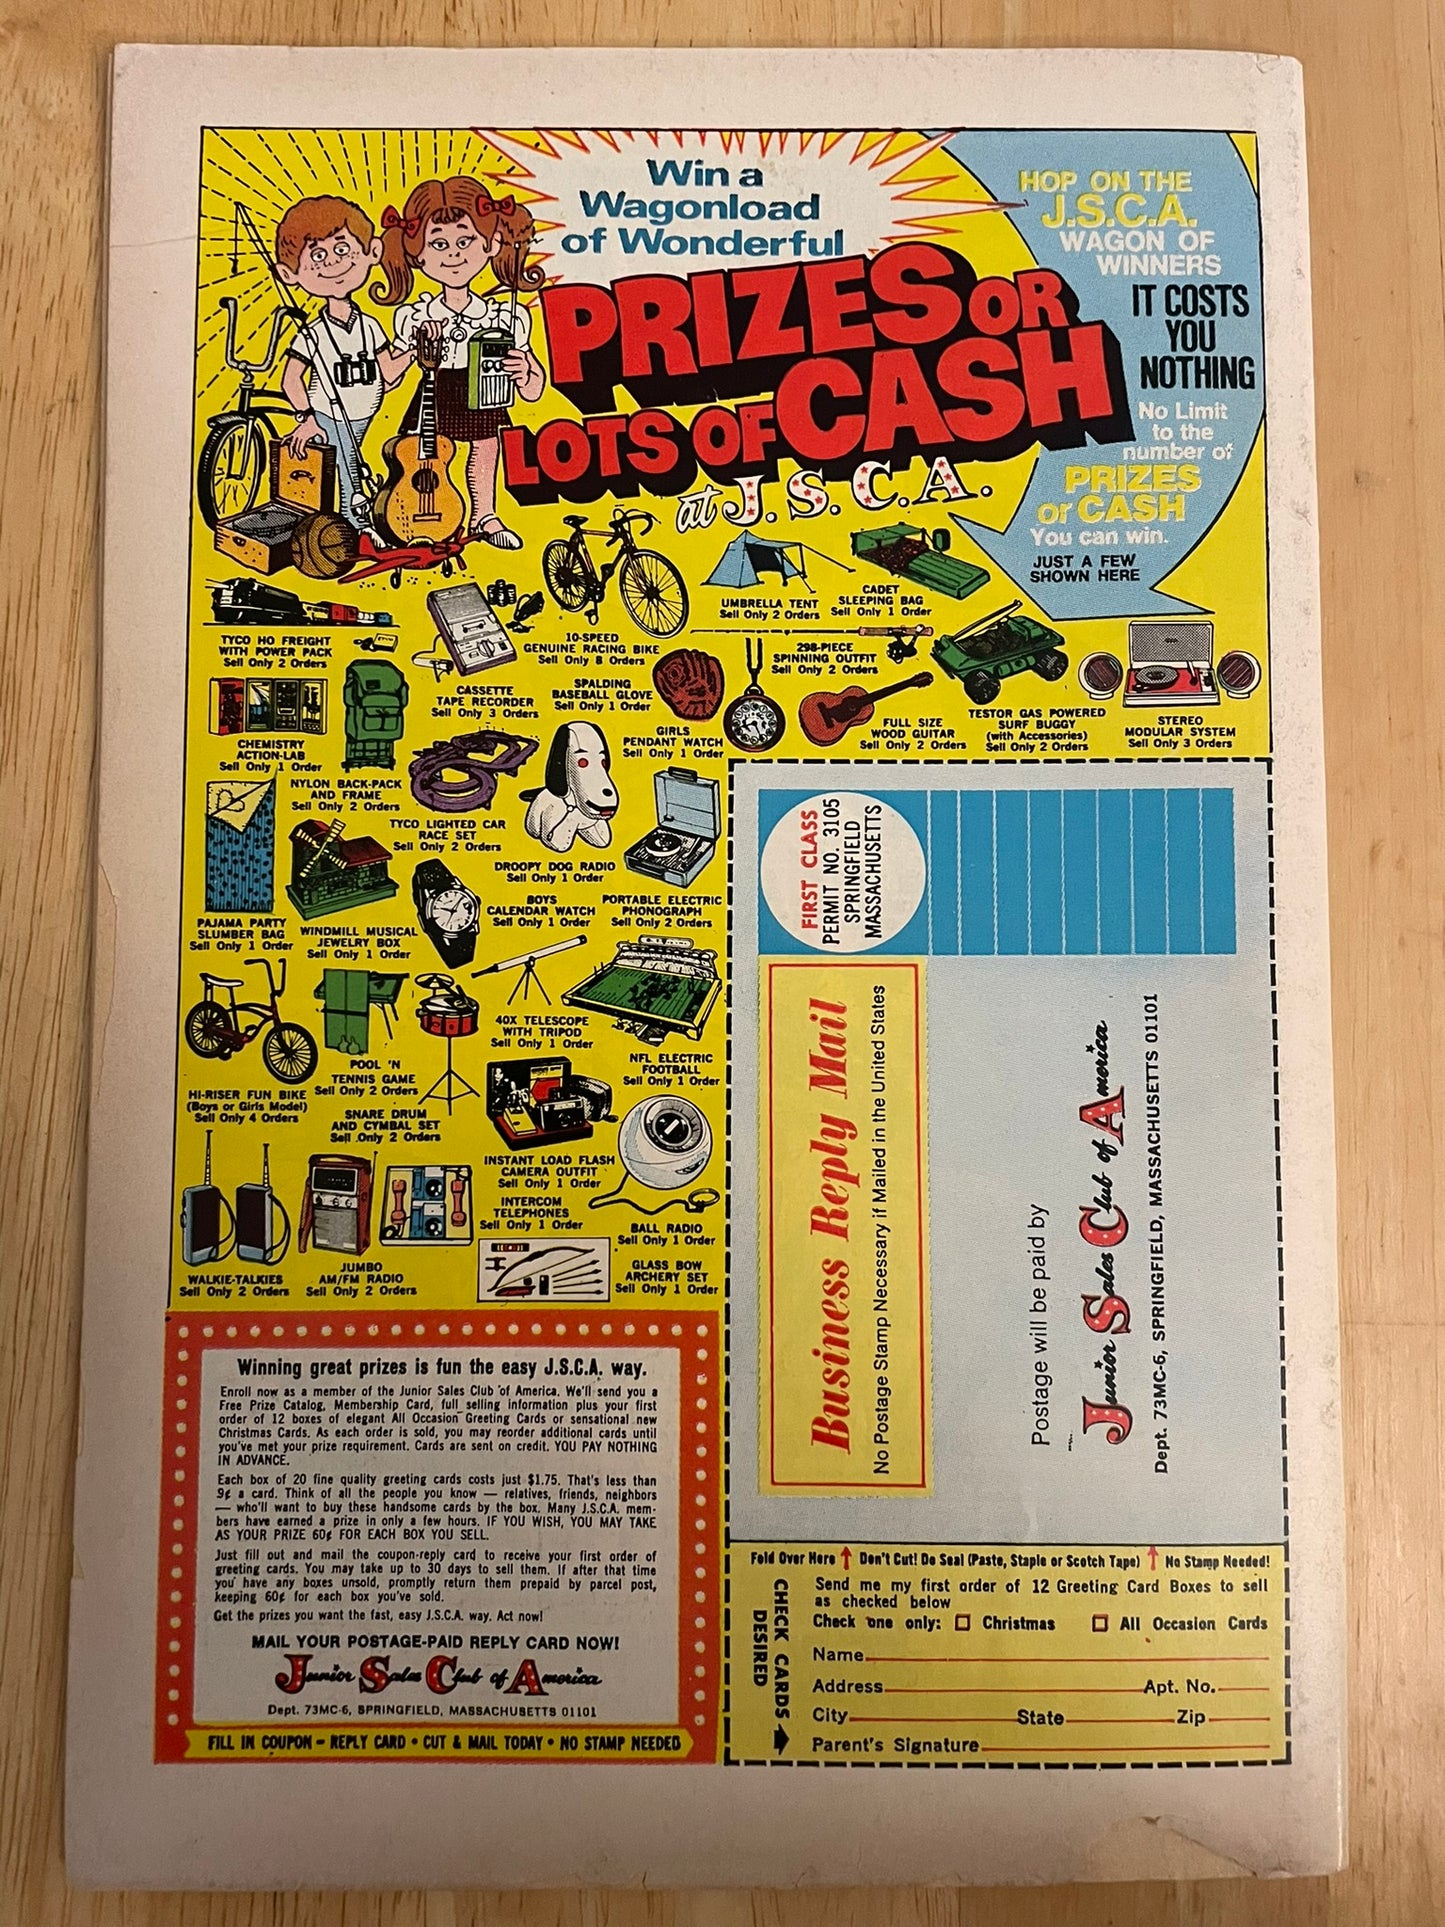 Win a
Wagonload
of Wonderful
PRIZES OR
LOTS OF CASH
at J.S.C.A.
HOP ON THE
J.S.C.A.
WAGON OF
WINNERS
IT COSTS
YOU
NOTHING
No Limit
to the
number of
PRIZES
or CASH
You can win.
JUST A FEW
SHOWN HERE
TYCO HO FREIGHT
WITH POWER PACK
Sell Only 2 Orders
CASSETTE
TAPE RECORDER
Sell Only 3 Orders
10-SPEED
GENUINE RACING BIKE
Sell Only 8 Orders
UMBRELLA TENT
Sell Only 2 Orders
CADET
SLEEPING BAG
Sell Only 1 Order
298-PIECE
SPINNING OUTFIT
Sell Only 2 Orders
SPALDING
BASEBALL GLOVE
Sell Only 1 Order
GIRLS
PENDANT WATCH
Sell Only 1 Order
FULL SIZE
WOOD GUITAR
Sell Only 2 Orders
TESTOR GAS POWERED
SURF BUGGY
(with Accessories)
Sell Only 2 Orders
STEREO
MODULAR SYSTEM
Sell Only 3 Orders
CHEMISTRY
ACTION-LAB
Sell Only 1 Order
NYLON BACK-PACK
AND FRAME
Sell Only 2 Orders
TYCO LIGHTED CAR
RACE SET
Sell Only 2 Orders
DROOPY DOG RADIO
Sell Only 1 Order
PAJAMA PARTY
SLUMBER BAG
Sell Only 1 Order
WINDMILL MUSICAL
JEWELRY BOX
Sell Only 1 Order
BOYS
CALENDAR WATCH
Sell Only 1 Order
PORTABLE ELECTRIC
PHONOGRAPH
Sell Only 2 Orders
HI-RISER FUN BIKE
(Boys or Girls Model)
Sell Only 4 Orders
POOL 'N
TENNIS GAME
Sell Only 2 Orders
SNARE DRUM
AND CYMBAL SET
Sell Only 2 Orders
40X TELESCOPE
WITH TRIPOD
Sell Only 1 Order
NFL ELECTRIC
FOOTBALL
Sell Only 1 Order
INSTANT LOAD FLASH
CAMERA OUTFIT
Sell Only 1 Order
INTERCOM
TELEPHONES
Sell Only 1 Order
BALL RADIO
Sell Only 1 Order
WALKIE-TALKIES
Sell Only 2 Orders
JUMBO
AM/FM RADIO
Sell Only 2 Orders
GLASS BOW
ARCHERY SET
Sell Only 1 Order
Winning great prizes is fun the easy J.S.C.A. way.
Enroll now as a member of the Junior Sales Club of America. We'll send you a
Free Prize Catalog, Membership Card, full selling information plus your first
order of 12 boxes of elegant All Occasion Greeting Cards or sensational new
Christmas Cards. As each order is sold, you may reorder additional cards until
you've met your prize requirement. Cards are sent on credit. YOU PAY NOTHING
IN ADVANCE.
Each box of 20 fine quality greeting cards costs just $1.75. That's less than
9¢ a card. Think of all the people you know — relatives, friends, neighbors
— who'll want to buy these handsome cards by the box. Many J.S.C.A. mem-
bers have earned a prize in only a few hours. IF YOU WISH, YOU MAY TAKE
AS YOUR PRIZE 60¢ FOR EACH BOX YOU SELL.
Just fill out and mail the coupon-reply card to receive your first order of
greeting cards. You may take up to 30 days to sell them. If after that time
you have any boxes unsold, promptly return them prepaid by parcel post,
keeping 60¢ for each box you've sold.
Get the prizes you want the fast, easy J.S.C.A. way. Act now!
MAIL YOUR POSTAGE-PAID REPLY CARD NOW!
Junior Sales Club of America
Dept. 73MC-6, SPRINGFIELD, MASSACHUSETTS 01101
FILL IN COUPON - REPLY CARD • CUT & MAIL TODAY • NO STAMP NEEDED
FIRST CLASS
PERMIT NO. 3105
SPRINGFIELD
MASSACHUSETTS
Business Reply Mail
No Postage Stamp Necessary if Mailed in the United States
Postage will be paid by
Junior Sales Club of America
Dept. 73MC-6, SPRINGFIELD, MASSACHUSETTS 01101
Fold Over Here Don't Cut! Do Seal (Paste, Staple or Scotch Tape) No Stamp Needed!
CHECK CARDS
DESIRED
Send me my first order of 12 Greeting Card Boxes to sell
as checked below
Check one only: Christmas All Occasion Cards
Name
Address Apt. No.
City State Zip
Parent's Signature